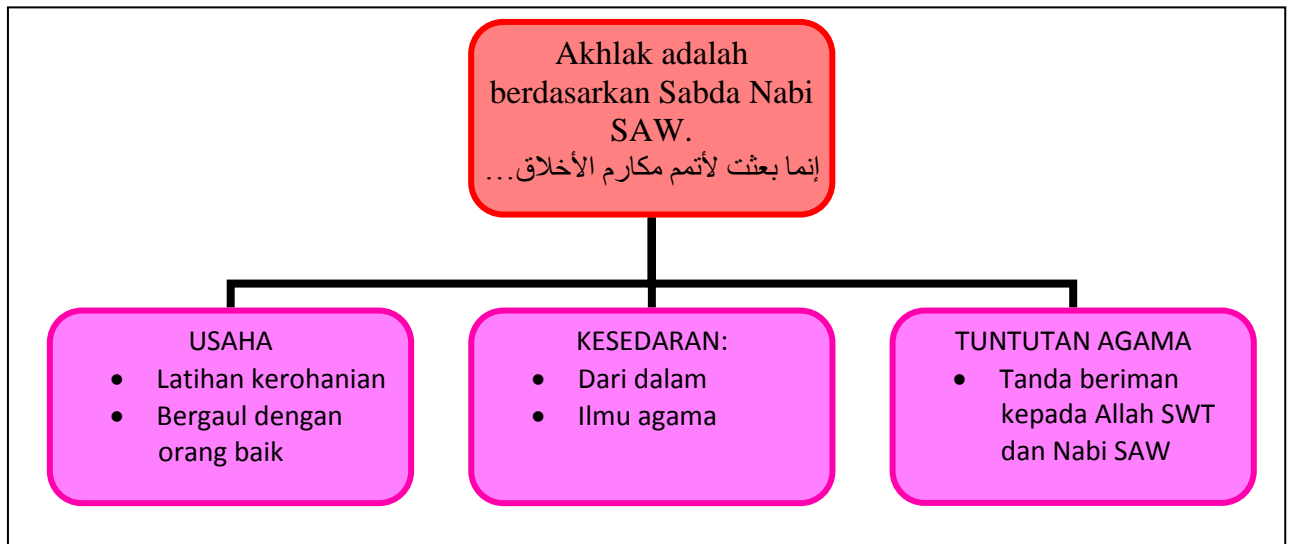 Akhlak adalah
berdasarkan Sabda Nabi
SAW.
إنما بعثت لأتمم مكارم الأخلاق...
USAHA
• Latihan kerohanian
• Bergaul dengan
orang baik
KESEDARAN:
• Dari dalam
• Ilmu agama
TUNTUTAN AGAMA
• Tanda beriman
kepada Allah SWT
dan Nabi SAW